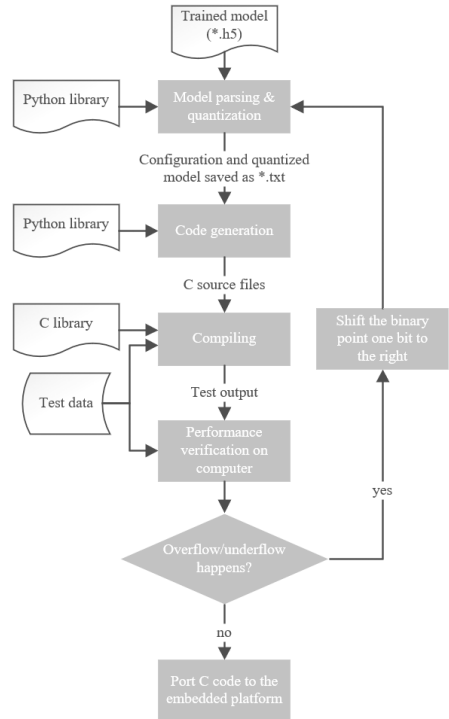 Trained model
(*.h5)
Python library
Model parsing &
quantization
Configuration and quantized
model saved as *.txt
Python library
Code generation
C source files
C library
Compiling
Shift the binary
point one bit to
the right
Test output
Test data
Performance
verification on
computer
yes
Overflow/underflow
happens?
no
Port C code to the
embedded platform